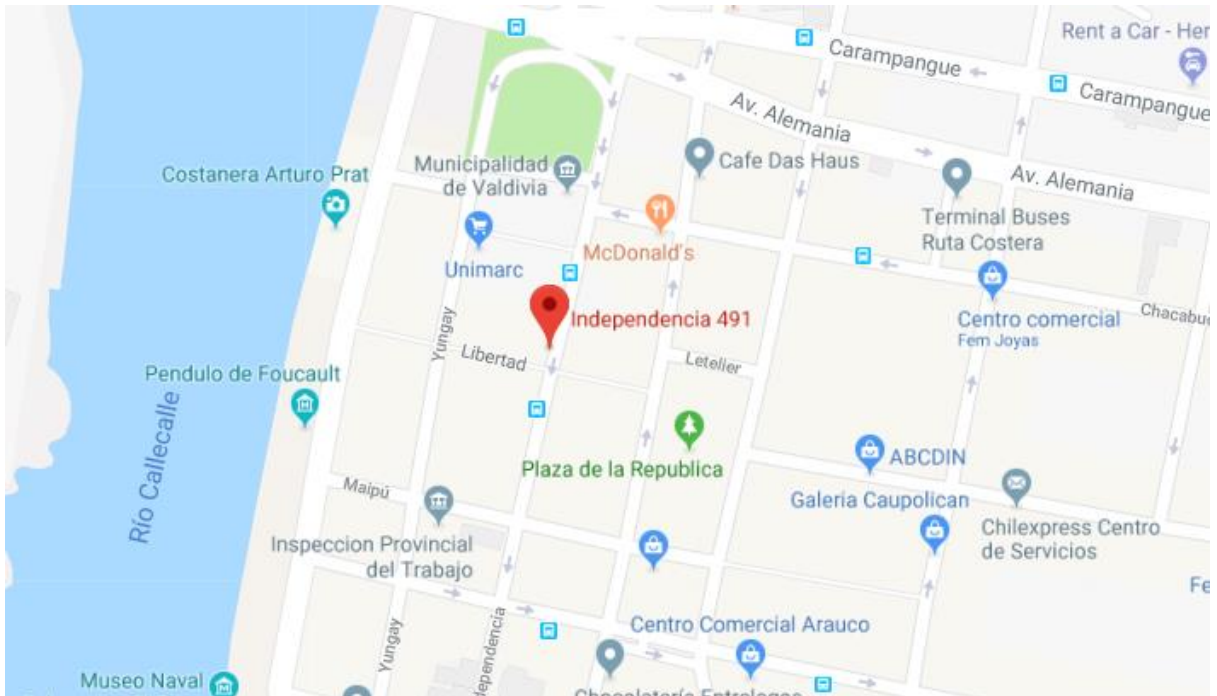 Rent a Car - Her
Carampangue
Carampangue
Av. Alemania
Av. Alemania
Municipalidad
de Valdivia
Cafe Das Haus
Costanera Arturo Prat
Terminal Buses
Ruta Costera
McDonald's
Unimarc
Independencia 491
Centro comercial
Fem Joyas
Chacabuc
Yungay
Libertad
Letelier
Pendulo de Foucault
Río Callecalle
Plaza de la Republica
ABCDIN
Maipú
Galeria Caupolican
Chilexpress Centro
de Servicios
Inspeccion Provincial
del Trabajo
Fe
Centro Comercial Arauco
Yungay
dependencia
Museo Naval